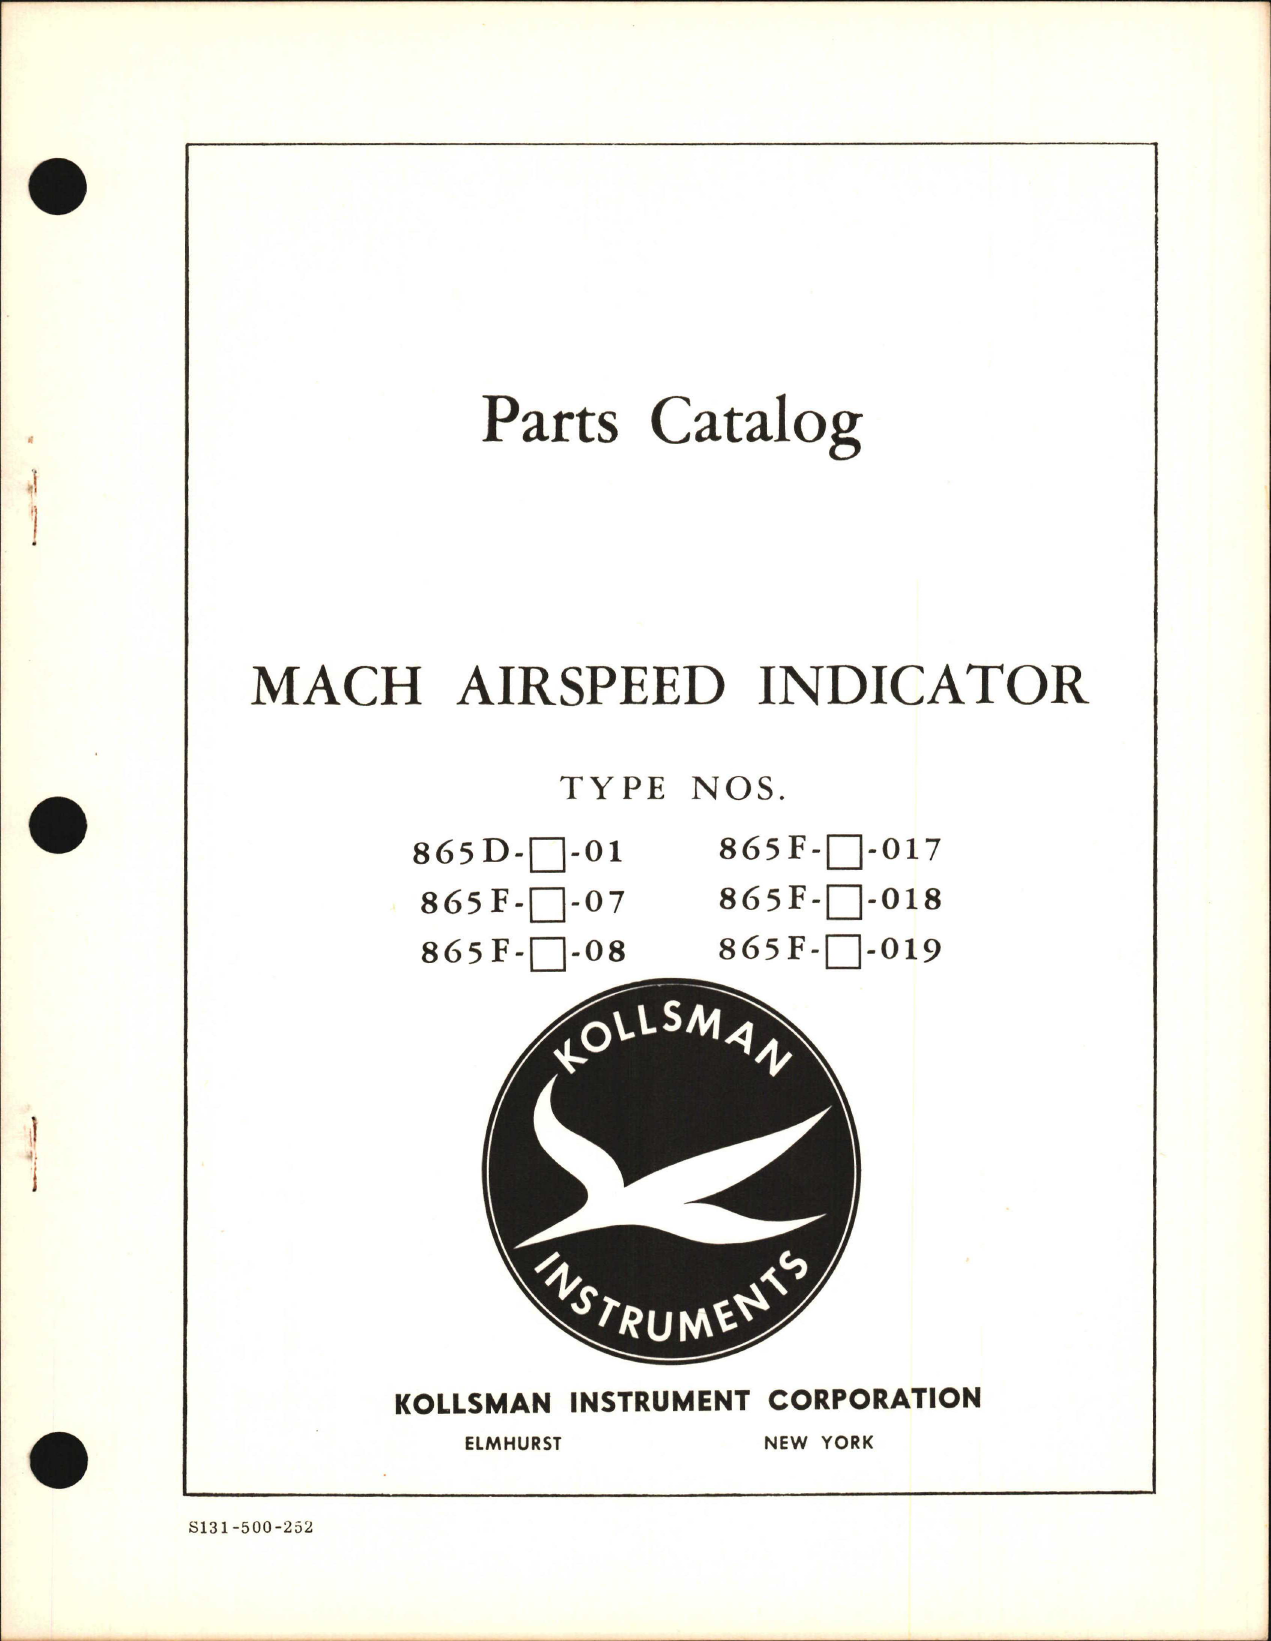 Parts Catalog
MACH AIRSPEED INDICATOR
TYPE NOS.
865D-□-01 865F-□-017
865F-□-07 865F-□-018
865F-□-08 865F-□-019
KOLLSMAN
INSTRUMENTS
KOLLSMAN INSTRUMENT CORPORATION
ELMHURST NEW YORK
S131-500-252